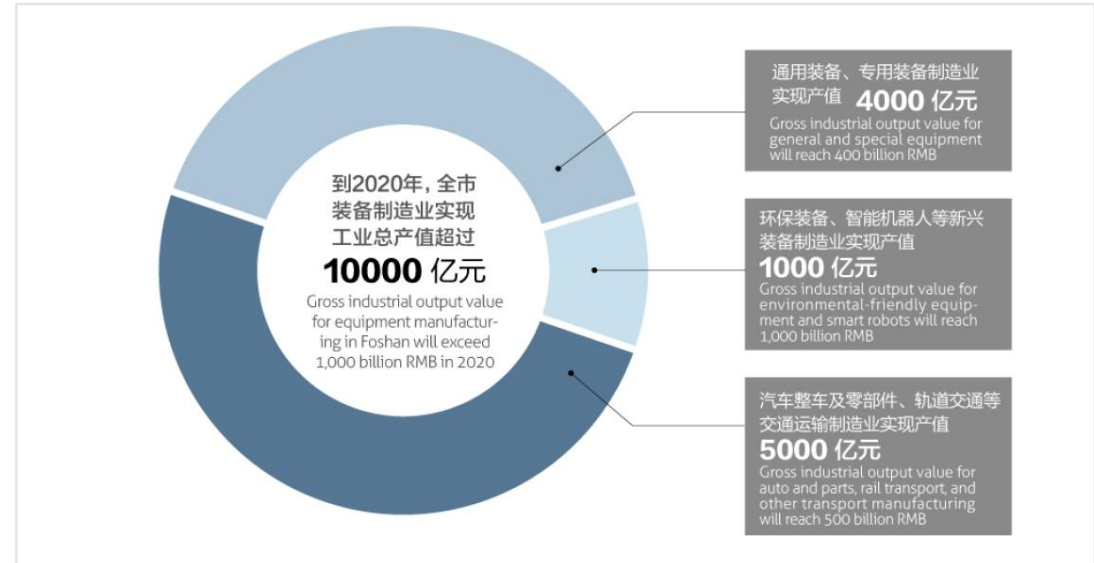 到2020年，全市
装备制造业实现
工业总产值超过
10000 亿元
Gross industrial output value
for equipment manufactur-
ing in Foshan will exceed
1,000 billion RMB in 2020
通用装备、专用装备制造业
实现产值 4000 亿元
Gross industrial output value for
general and special equipment
will reach 400 billion RMB
环保装备、智能机器人等新兴
装备制造业实现产值
1000 亿元
Gross industrial output value for
environmental-friendly equip-
ment and smart robots will reach
1,000 billion RMB
汽车整车及零部件、轨道交通等
交通运输制造业实现产值
5000 亿元
Gross industrial output value for
auto and parts, rail transport, and
other transport manufacturing
will reach 500 billion RMB